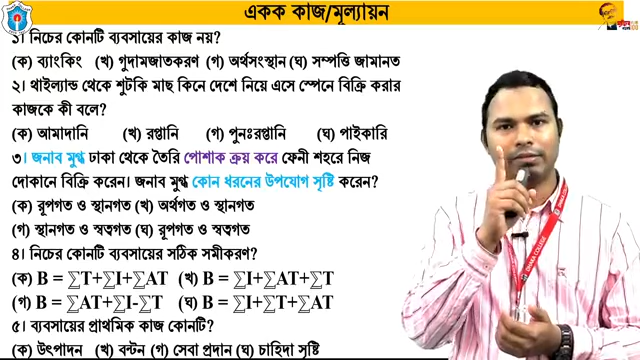 একক কাজ/মূল্যায়ন
১। নিচের কোনটি ব্যবসায়ের কাজ নয়?
(ক) ব্যাংকিং (খ) গুদামজাতকরণ (গ) অর্থসংস্থান (ঘ) সম্পত্তি জামানত
২। থাইল্যান্ড থেকে শুটকি মাছ কিনে দেশে নিয়ে এসে স্পেনে বিক্রি করার
কাজকে কী বলে?
(ক) আমাদানি (খ) রপ্তানি (গ) পুনঃরপ্তানি (ঘ) পাইকারি
৩। জনাব মুগ্ধ ঢাকা থেকে তৈরি পোশাক ক্রয় করে ফেনী শহরে নিজ
দোকানে বিক্রি করেন। জনাব মুগ্ধ কোন ধরনের উপযোগ সৃষ্টি করেন?
(ক) রূপগত ও স্থানগত (খ) অর্থগত ও স্থানগত
(গ) স্থানগত ও স্বত্বগত (ঘ) রূপগত ও স্বত্বগত
৪। নিচের কোনটি ব্যবসায়ের সঠিক সমীকরণ?
(ক) B = ∑T+∑I+∑AT (খ) B = ∑I+∑AT+∑T
(গ) B = ∑AT+∑I-∑T (ঘ) B = ∑I+∑T+∑AT
৫। ব্যবসায়ের প্রাথমিক কাজ কোনটি?
(ক) উৎপাদন (খ) বন্টন (গ) সেবা প্রদান (ঘ) চাহিদা সৃষ্টি
DHAKA COLLEGE